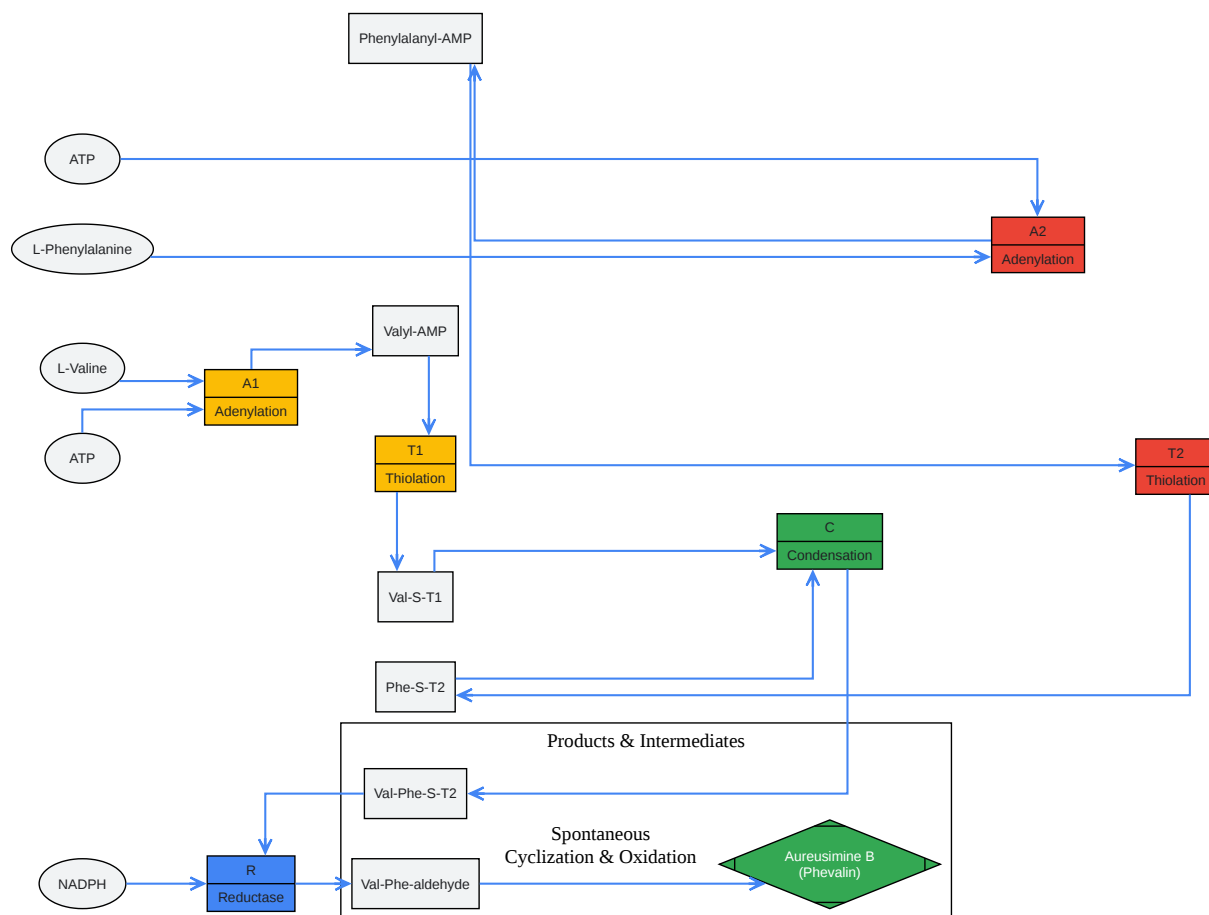 Phenylalanyl-AMP
ATP
A2
Adenylation
L-Phenylalanine
Valyl-AMP
L-Valine
A1
Adenylation
ATP
T1
Thiolation
T2
Thiolation
C
Condensation
Val-S-T1
Phe-S-T2
Products & Intermediates
Val-Phe-S-T2
Spontaneous
Cyclization & Oxidation
Aureusimine B
(Phevalin)
NADPH
R
Reductase
Val-Phe-aldehyde